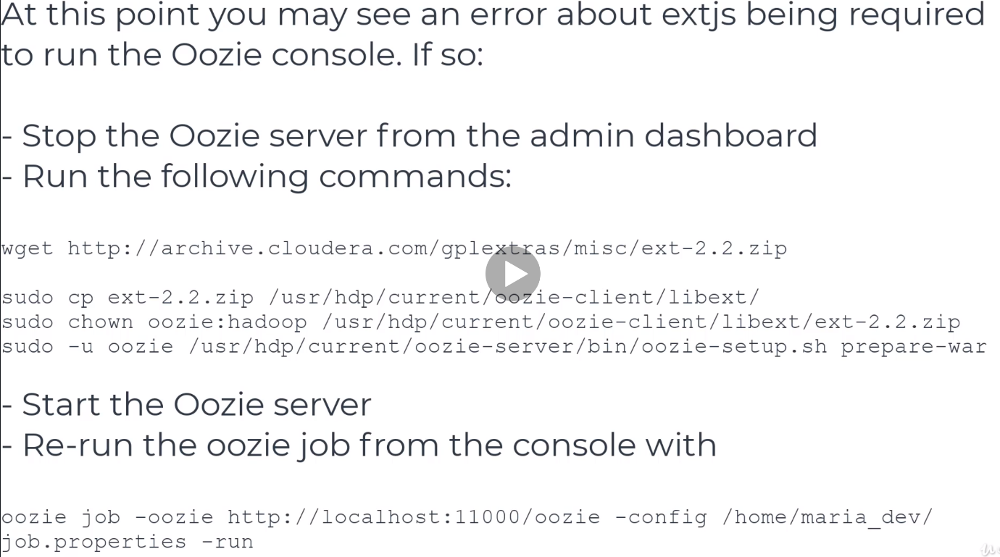 At this point you may see an error about extjs being required
to run the Oozie console. If so:
- Stop the Oozie server from the admin dashboard
- Run the following commands:
wget http://archive.cloudera.com/gplextras/misc/ext-2.2.zip
sudo cp ext-2.2.zip /usr/hdp/current/oozie-client/libext/
sudo chown oozie:hadoop /usr/hdp/current/oozie-client/libext/ext-2.2.zip
sudo -u oozie /usr/hdp/current/oozie-server/bin/oozie-setup.sh prepare-war
- Start the Oozie server
- Re-run the oozie job from the console with
oozie job -oozie http://localhost:11000/oozie -config /home/maria_dev/
job.properties -run